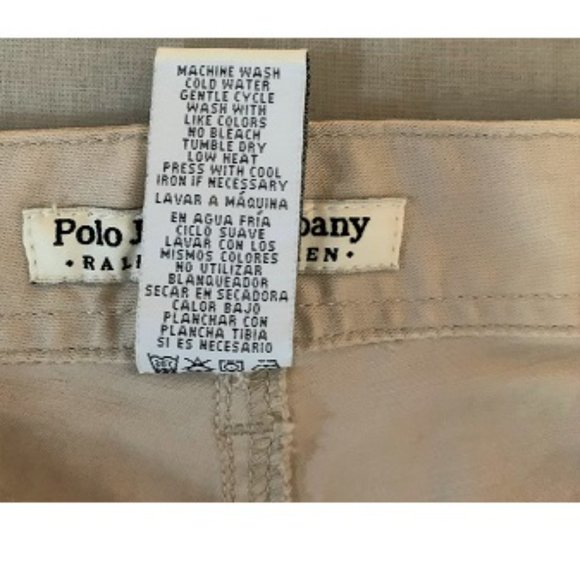 MACHINE WASH
COLD WATER
GENTLE CYCLE
WASH WITH
LIKE COLORS
NO BLEACH
TUMBLE DRY
LOW HEAT
PRESS WITH COOL
IRON IF NECESSARY
LAVAR A MÁQUINA
EN AGUA FRÍA
CICLO SUAVE
LAVAR CON LOS
MISMOS COLORES
NO UTILIZAR
BLANQUEADOR
SECAR EN SECADORA
CALOR BAJO
PLANCHAR CON
PLANCHA TIBIA
SI ES NECESARIO
Polo J pany
• RAL EN •